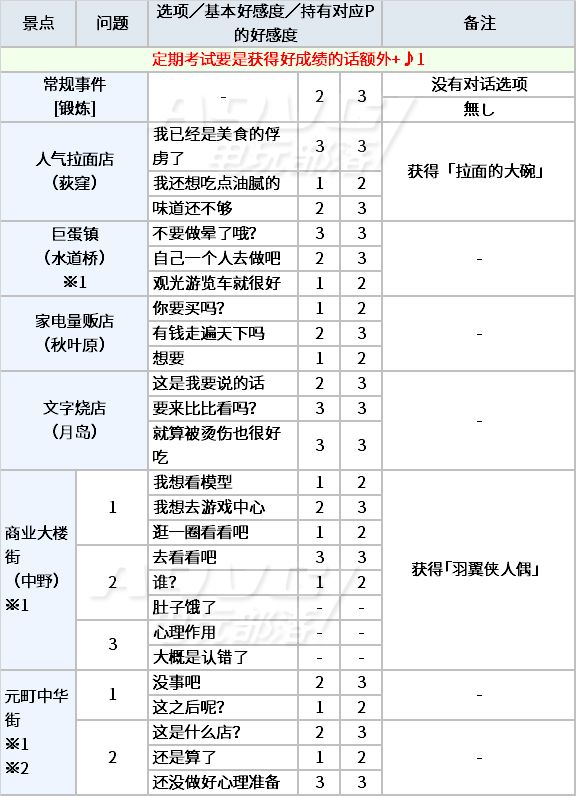 景点 问题 选项／基本好感度／持有对应P 备注
的好感度
定期考试要是获得好成绩的话额外+♪1
常规事件 - 2 3 没有对话选项
[锻炼] 無し
人气拉面店
（荻窪）
我已经是美食的俘
虏了 3 3
我还想吃点油腻的 1 2
味道还不够 2 3
获得「拉面的大碗」
巨蛋镇
（水道桥）
※1
不要做晕了哦? 3 3
自己一个人去做吧 2 3
观光游览车就很好 1 2
-
家电量贩店
（秋叶原）
你要买吗? 1 2
有钱走遍天下吗 2 3
想要 1 2
-
文字烧店
（月岛）
这是我要说的话 2 3
要来比比看吗? 3 3
就算被烫伤也很好
吃 3 3
-
商业大楼
街
（中野）
※1
1
我想看模型 1 2
我想去游戏中心 2 3
逛一圈看看吧 1 2
2
去看看吧 3 3
谁? 1 2
肚子饿了 - -
3
心理作用 - -
大概是认错了 - -
获得「羽翼侠人偶」
元町中华
街
※1
※2
1
没事吧 2 3
这之后呢? 1 2
-
2
这是什么店? 2 3
还是算了 1 2
还没做好心理准备 3 3
-
A9VG
电玩部落
A9VG
电玩部落